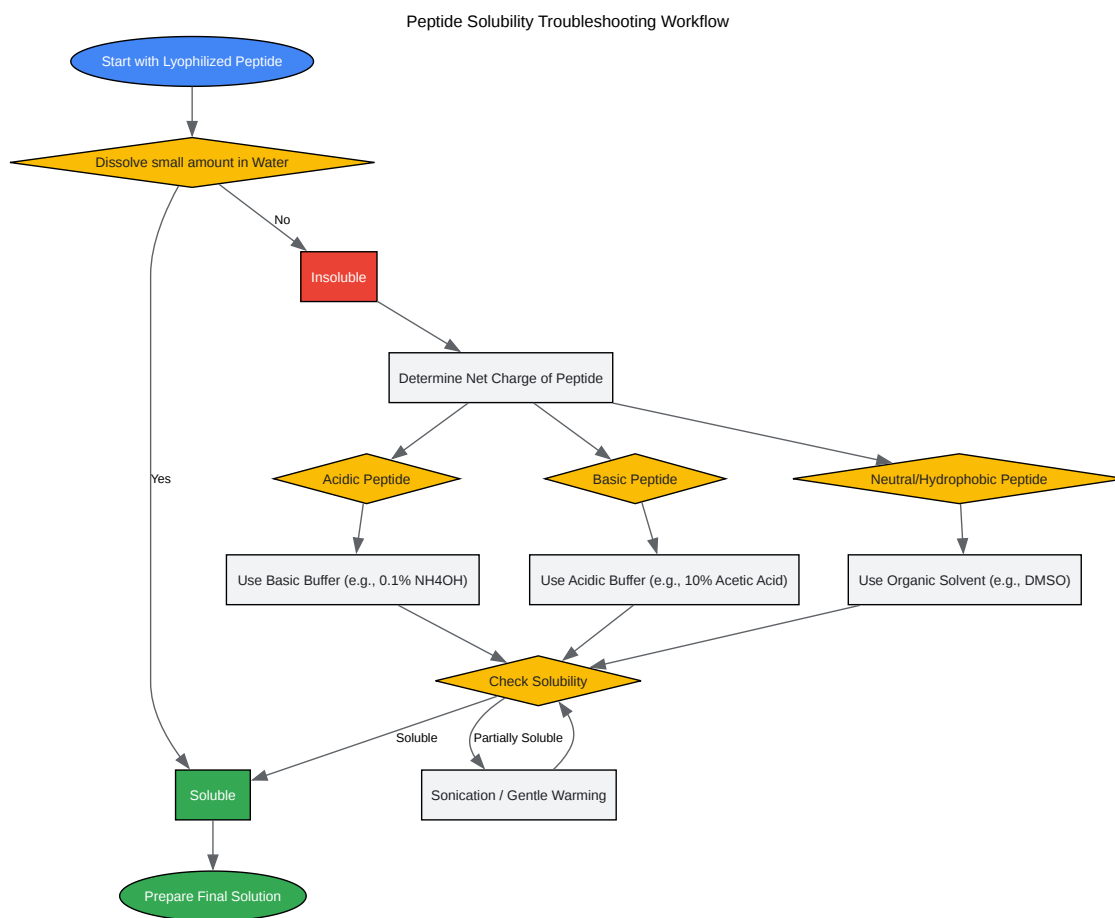 Peptide Solubility Troubleshooting Workflow
Start with Lyophilized Peptide
Dissolve small amount in Water
No
Insoluble
Determine Net Charge of Peptide
Acidic Peptide
Basic Peptide
Neutral/Hydrophobic Peptide
Yes
Use Basic Buffer (e.g., 0.1% NH4OH)
Use Acidic Buffer (e.g., 10% Acetic Acid)
Use Organic Solvent (e.g., DMSO)
Check Solubility
Soluble
Partially Soluble
Soluble
Sonication / Gentle Warming
Prepare Final Solution